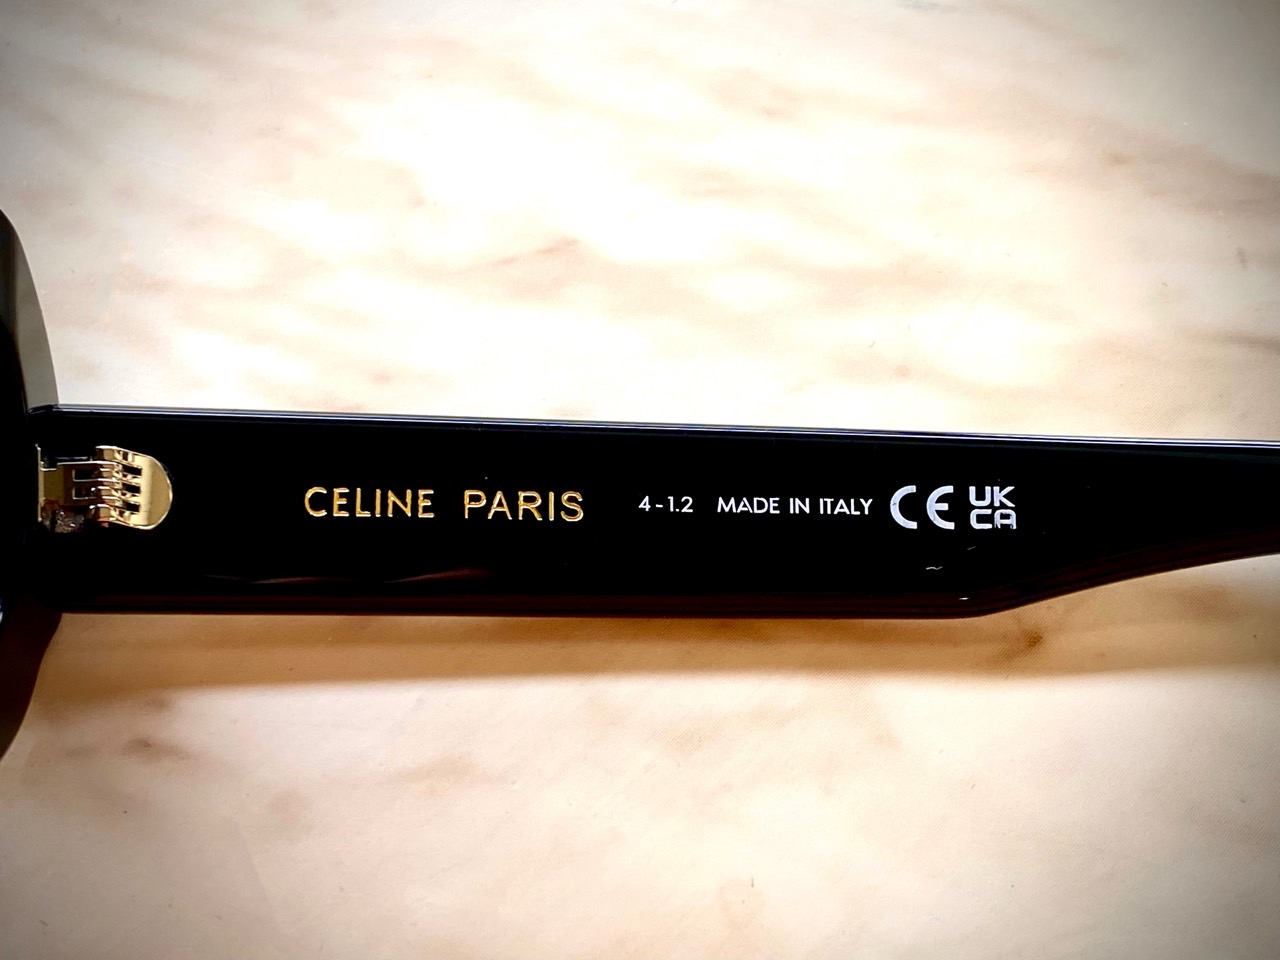 CELINE PARIS 4-1.2 MADE IN ITALY CE UK
CA